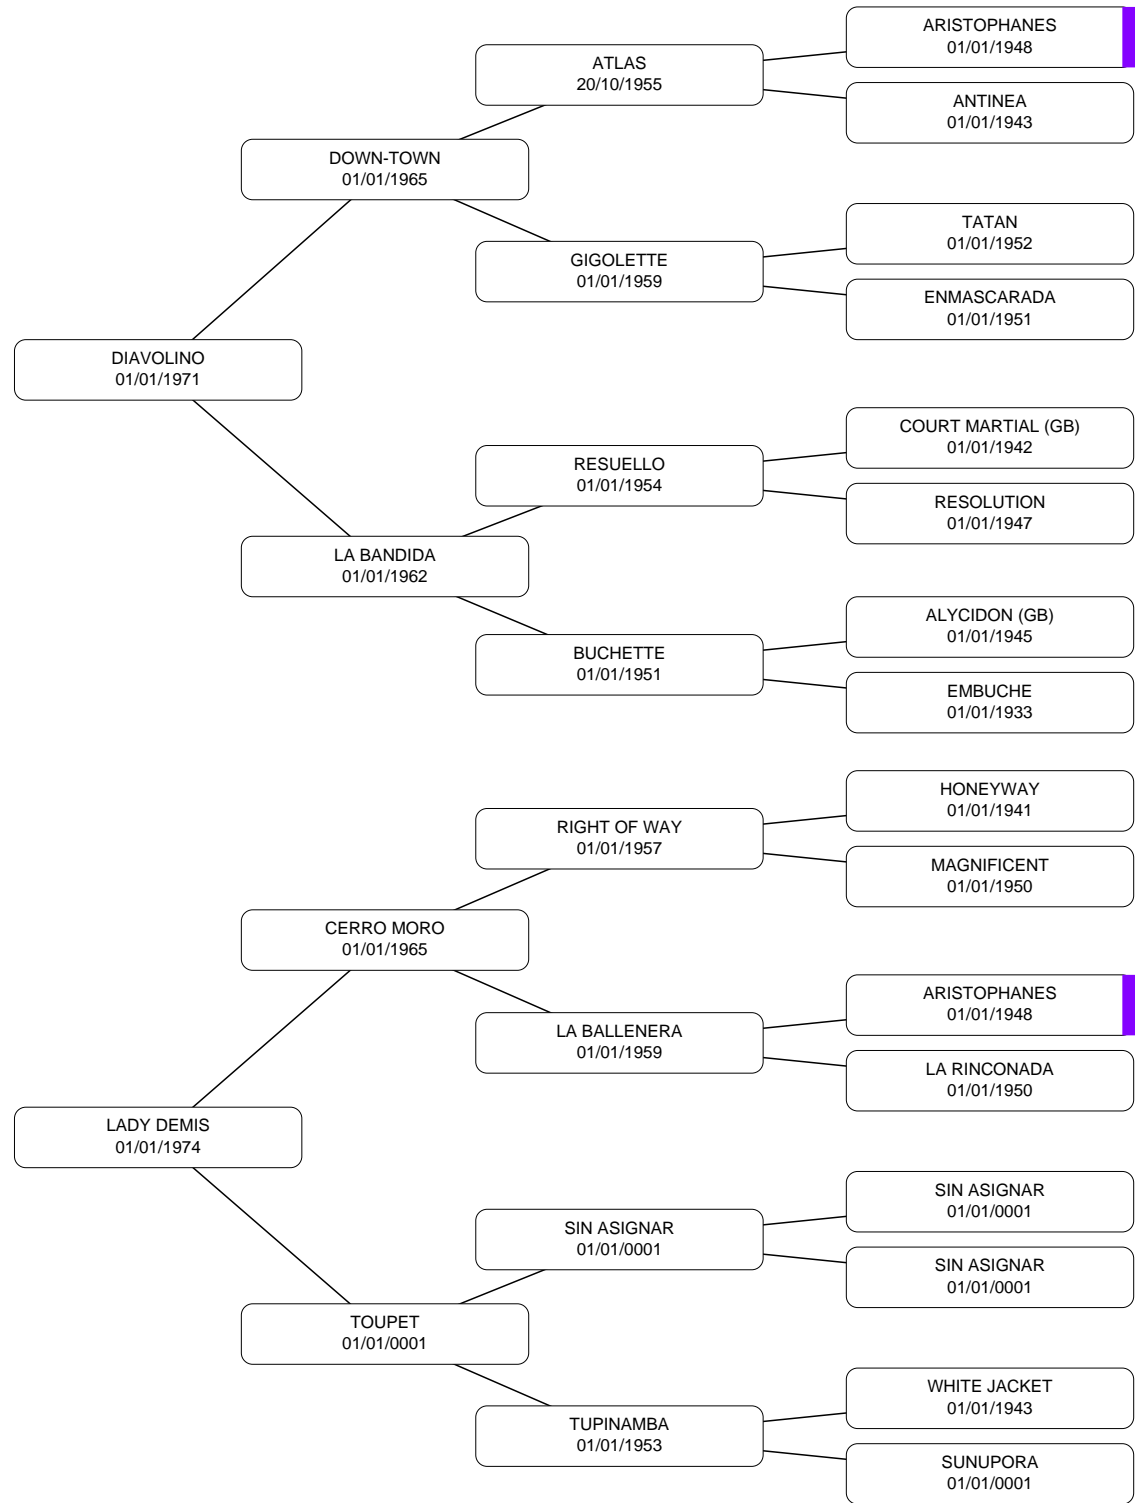 ARISTOPHANES
01/01/1948
ATLAS
20/10/1955
ANTINEA
01/01/1943
DOWN-TOWN
01/01/1965
TATAN
01/01/1952
GIGOLETTE
01/01/1959
ENMASCARADA
01/01/1951
DIAVOLINO
01/01/1971
COURT MARTIAL (GB)
01/01/1942
RESUELLO
01/01/1954
RESOLUTION
01/01/1947
LA BANDIDA
01/01/1962
ALYCIDON (GB)
01/01/1945
BUCHETTE
01/01/1951
EMBUCHE
01/01/1933
HONEYWAY
01/01/1941
RIGHT OF WAY
01/01/1957
MAGNIFICENT
01/01/1950
CERRO MORO
01/01/1965
ARISTOPHANES
01/01/1948
LA BALLENERA
01/01/1959
LA RINCONADA
01/01/1950
LADY DEMIS
01/01/1974
SIN ASIGNAR
01/01/0001
SIN ASIGNAR
01/01/0001
SIN ASIGNAR
01/01/0001
TOUPET
01/01/0001
WHITE JACKET
01/01/1943
TUPINAMBA
01/01/1953
SUNUPORA
01/01/0001